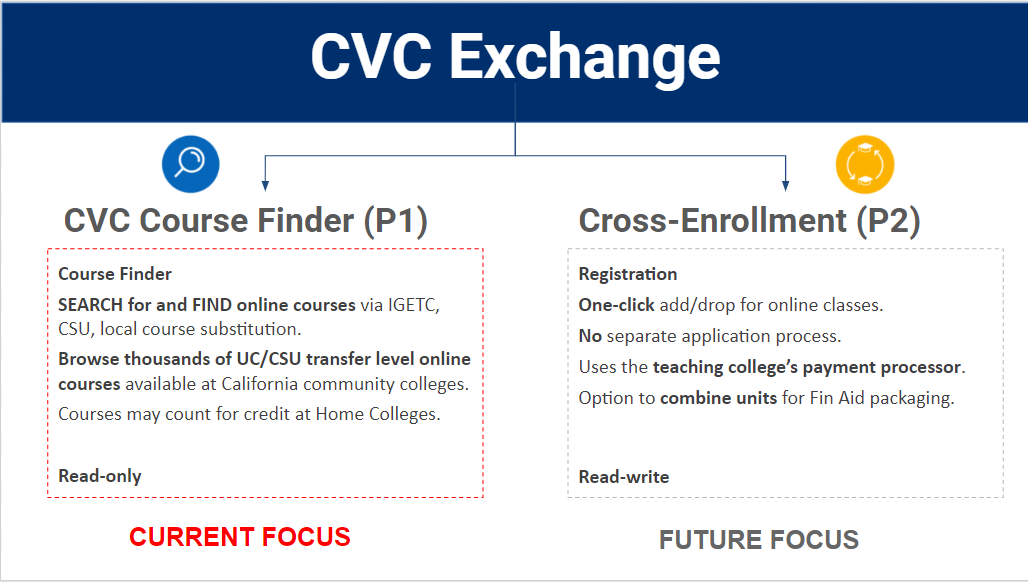 CVC Exchange
CVC Course Finder (P1)
Course Finder
SEARCH for and FIND online courses via IGETC,
CSU, local course substitution.
Browse thousands of UC/CSU transfer level online
courses available at California community colleges.
Courses may count for credit at Home Colleges.
Read-only
CURRENT FOCUS
Cross-Enrollment (P2)
Registration
One-click add/drop for online classes.
No separate application process.
Uses the teaching college’s payment processor.
Option to combine units for Fin Aid packaging.
Read-write
FUTURE FOCUS